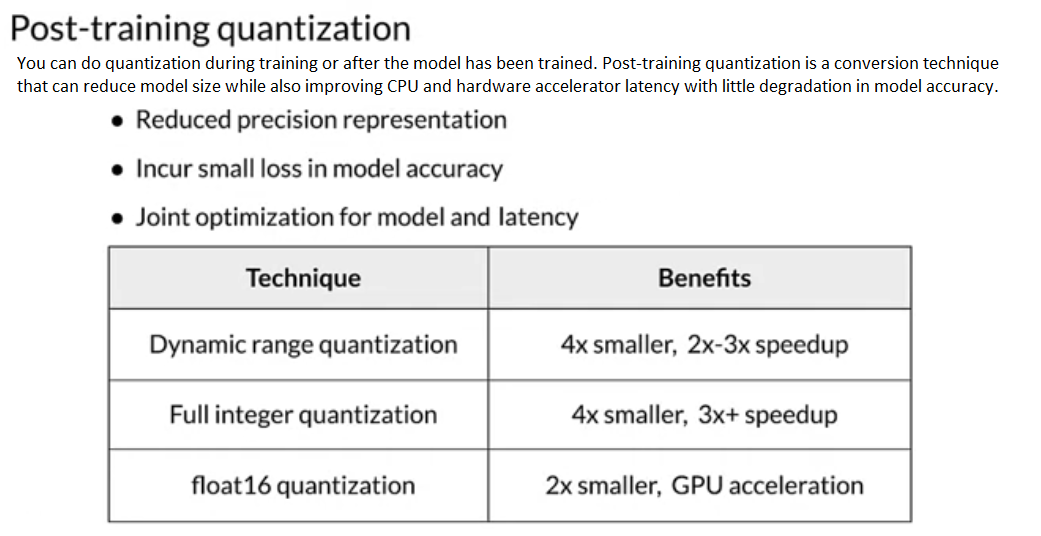 Post-training quantization
You can do quantization during training or after the model has been trained. Post-training quantization is a conversion technique
that can reduce model size while also improving CPU and hardware accelerator latency with little degradation in model accuracy.
• Reduced precision representation
• Incur small loss in model accuracy
• Joint optimization for model and latency
Technique Benefits
Dynamic range quantization 4x smaller, 2x-3x speedup
Full integer quantization 4x smaller, 3x+ speedup
float16 quantization 2x smaller, GPU acceleration